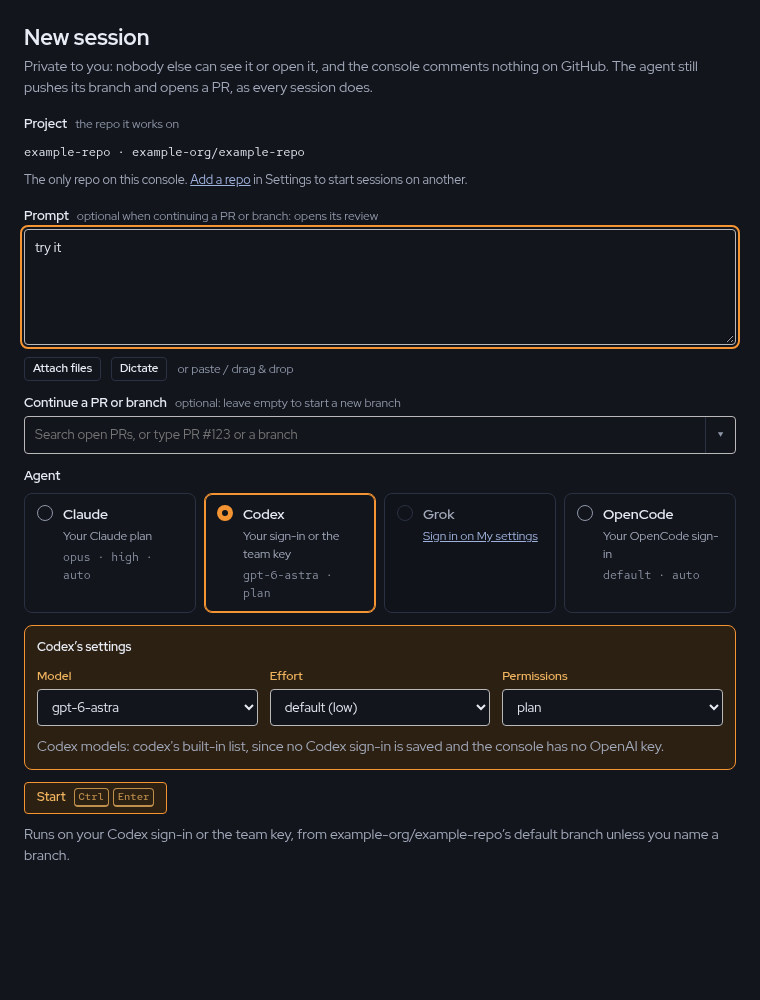 New session
Private to you: nobody else can see it or open it, and the console comments nothing on GitHub. The agent still
pushes its branch and opens a PR, as every session does.
Project the repo it works on
example-repo · example-org/example-repo
The only repo on this console. Add a repo in Settings to start sessions on another.
Prompt optional when continuing a PR or branch: opens its review
try it
Attach files Dictate or paste / drag & drop
Continue a PR or branch optional: leave empty to start a new branch
Search open PRs, or type PR #123 or a branch
Agent
Claude
Your Claude plan
opus · high ·
auto
Codex
Your sign-in or the
team key
gpt-6-astra ·
plan
Grok
Sign in on My settings
OpenCode
Your OpenCode sign-
in
default · auto
Codex's settings
Model Effort Permissions
gpt-6-astra default (low) plan
Codex models: codex's built-in list, since no Codex sign-in is saved and the console has no OpenAI key.
Start Ctrl Enter
Runs on your Codex sign-in or the team key, from example-org/example-repo's default branch unless you name a
branch.